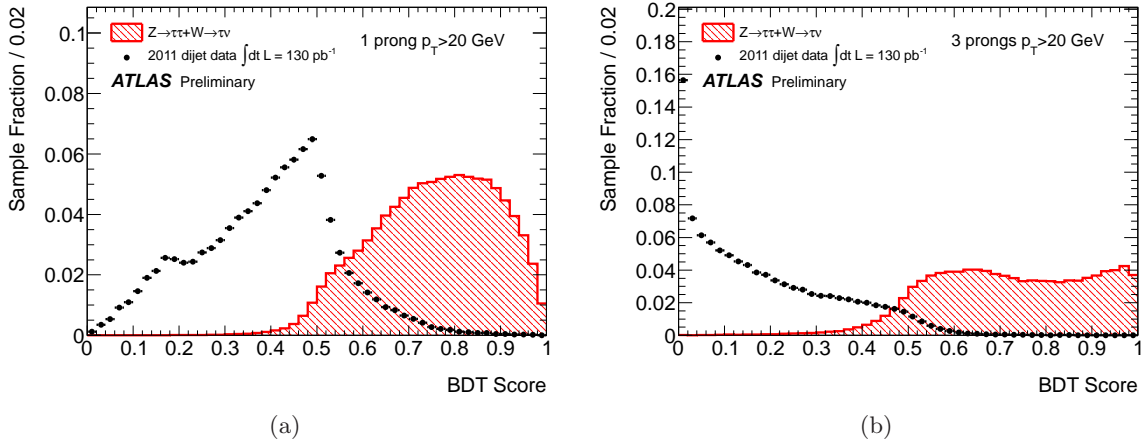 Sample Fraction / 0.02
0.1
0.08
0.06
0.04
0.02
0
Z→ττ+W→τν
2011 dijet data ∫dt L = 130 pb⁻¹
ATLAS Preliminary
1 prong p_T>20 GeV
0 0.1 0.2 0.3 0.4 0.5 0.6 0.7 0.8 0.9 1
BDT Score
(a)
Sample Fraction / 0.02
0.2
0.18
0.16
0.14
0.12
0.1
0.08
0.06
0.04
0.02
0
Z→ττ+W→τν
2011 dijet data ∫dt L = 130 pb⁻¹
ATLAS Preliminary
3 prongs p_T>20 GeV
0 0.1 0.2 0.3 0.4 0.5 0.6 0.7 0.8 0.9 1
BDT Score
(b)